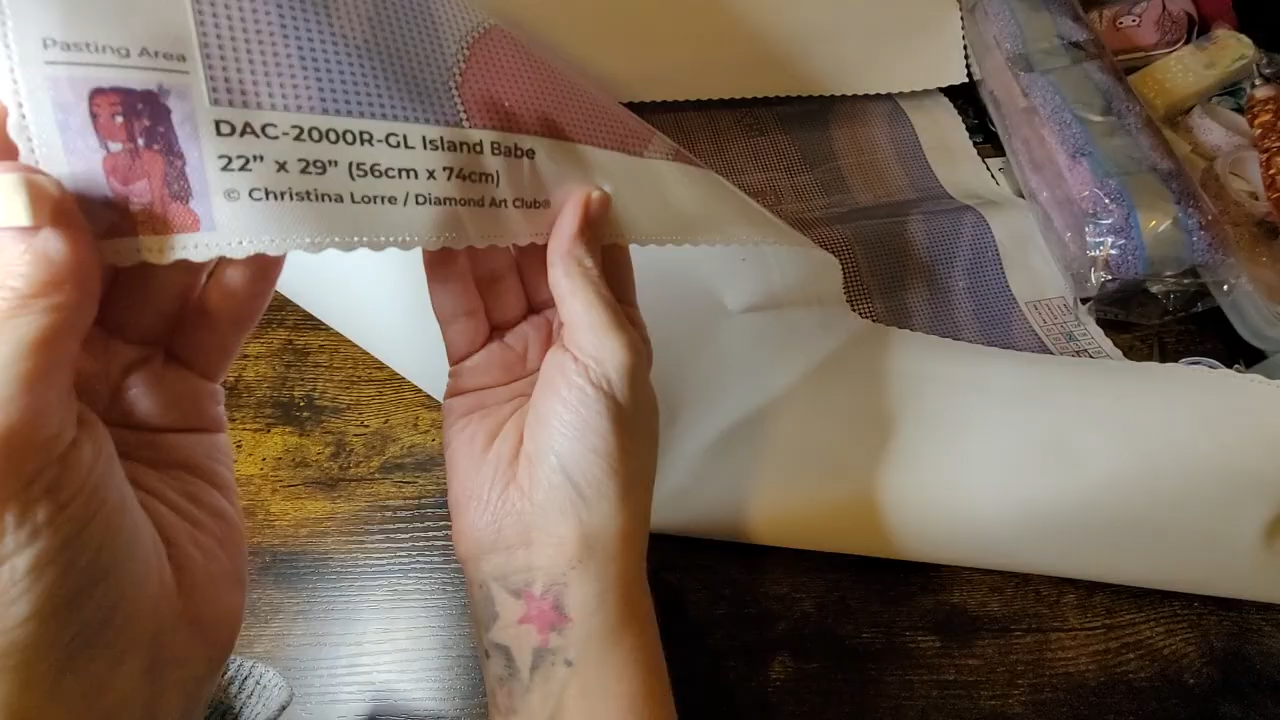 Pasting Area
DAC-2000R-GL Island Babe
22” x 29” (56cm x 74cm)
© Christina Lorre / Diamond Art Club®